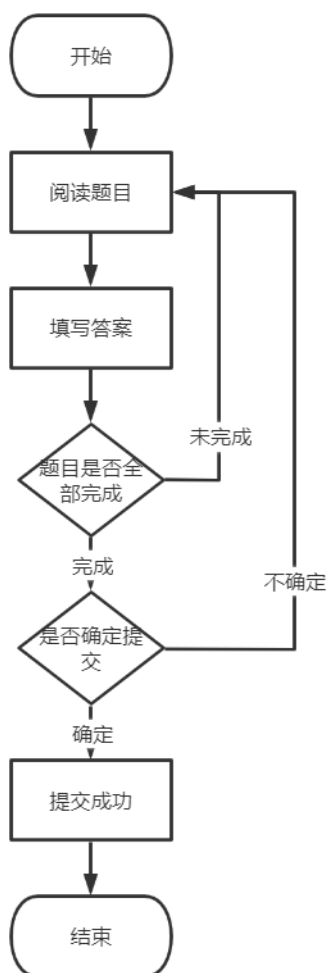 开始
阅读题目
填写答案
未完成
题目是否全
部完成
完成
不确定
是否确定提
交
确定
提交成功
结束